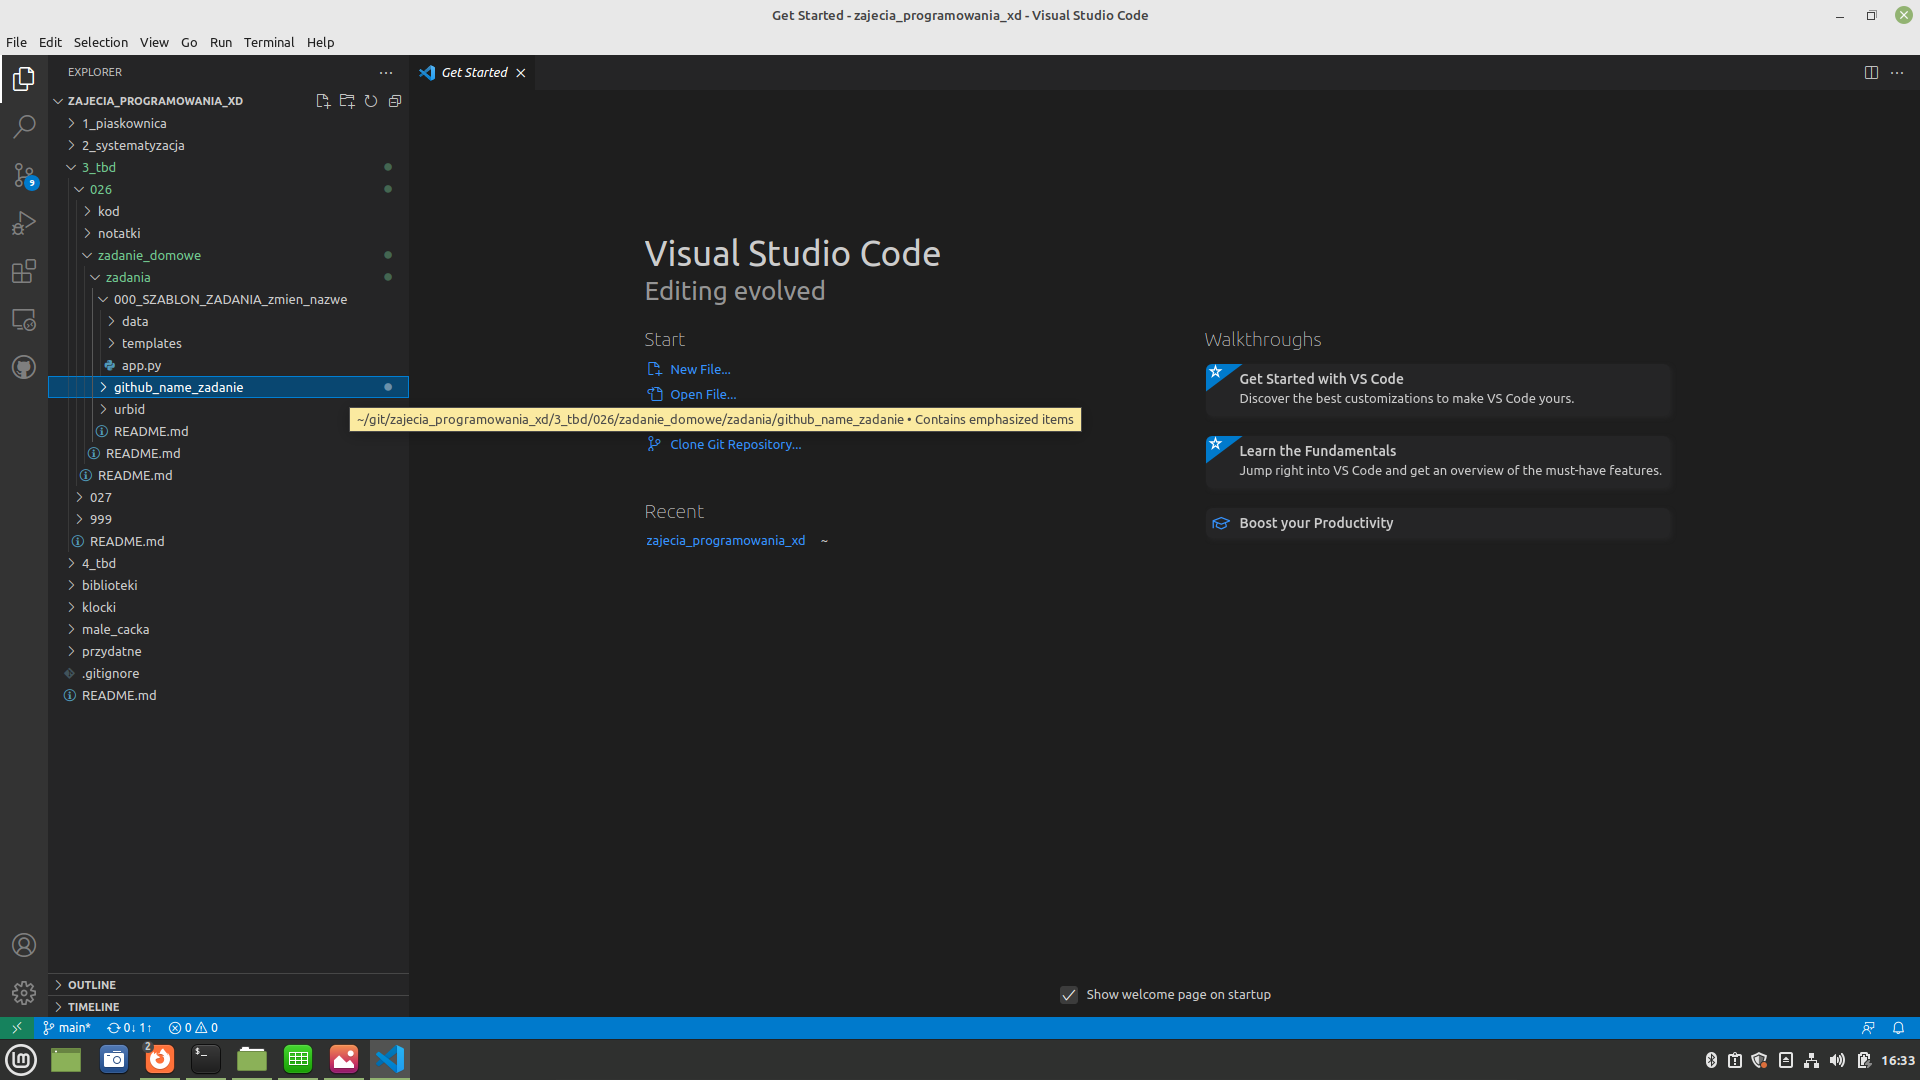 Get Started - zajecia_programowania_xd - Visual Studio Code
File Edit Selection View Go Run Terminal Help
EXPLORER
Get Started
ZAJECIA_PROGRAMOWANIA_XD
1_piaskownica
2_systematyzacja
3_tbd
026
kod
notatki
zadanie_domowe
zadania
000_SZABLON_ZADANIA_zmien_nazwe
data
templates
app.py
github_name_zadanie
urbid
README.md
README.md
README.md
027
999
README.md
4_tbd
biblioteki
klocki
male_cacka
przydatne
.gitignore
README.md
OUTLINE
TIMELINE
9
~/git/zajecia_programowania_xd/3_tbd/026/zadanie_domowe/zadania/github_name_zadanie • Contains emphasized items
Visual Studio Code
Editing evolved
Start
New File...
Open File...
Clone Git Repository...
Recent
zajecia_programowania_xd ~
Walkthroughs
Get Started with VS Code
Discover the best customizations to make VS Code yours.
Learn the Fundamentals
Jump right into VS Code and get an overview of the must-have features.
Boost your Productivity
Show welcome page on startup
main* 0↓ 1↑ 0 0
2
$_
16:33